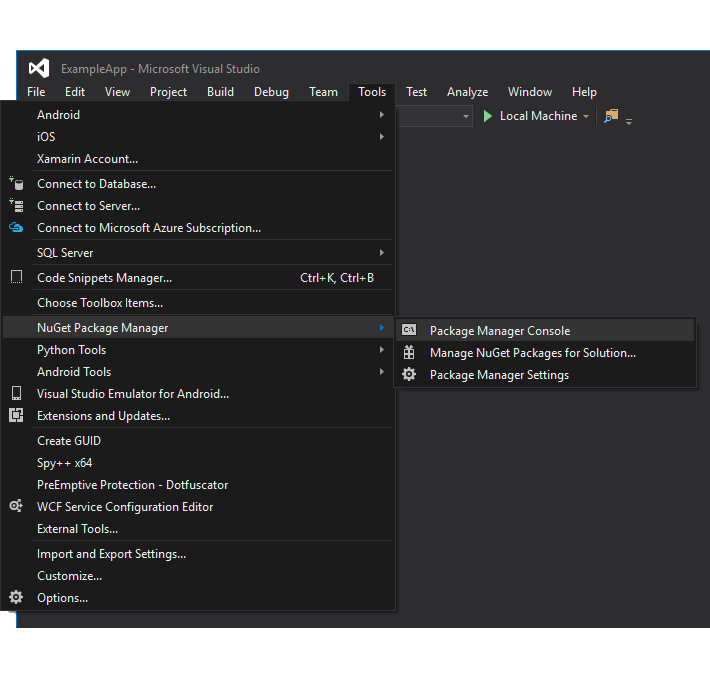 ExampleApp - Microsoft Visual Studio
File Edit View Project Build Debug Team Tools Test Analyze Window Help
Local Machine
Android
iOS
Xamarin Account...
Connect to Database...
Connect to Server...
Connect to Microsoft Azure Subscription...
SQL Server
Code Snippets Manager... Ctrl+K, Ctrl+B
Choose Toolbox Items...
NuGet Package Manager
C:\ Package Manager Console
Manage NuGet Packages for Solution...
Package Manager Settings
Python Tools
Android Tools
Visual Studio Emulator for Android...
Extensions and Updates...
Create GUID
Spy++ x64
PreEmptive Protection - Dotfuscator
WCF Service Configuration Editor
External Tools...
Import and Export Settings...
Customize...
Options...